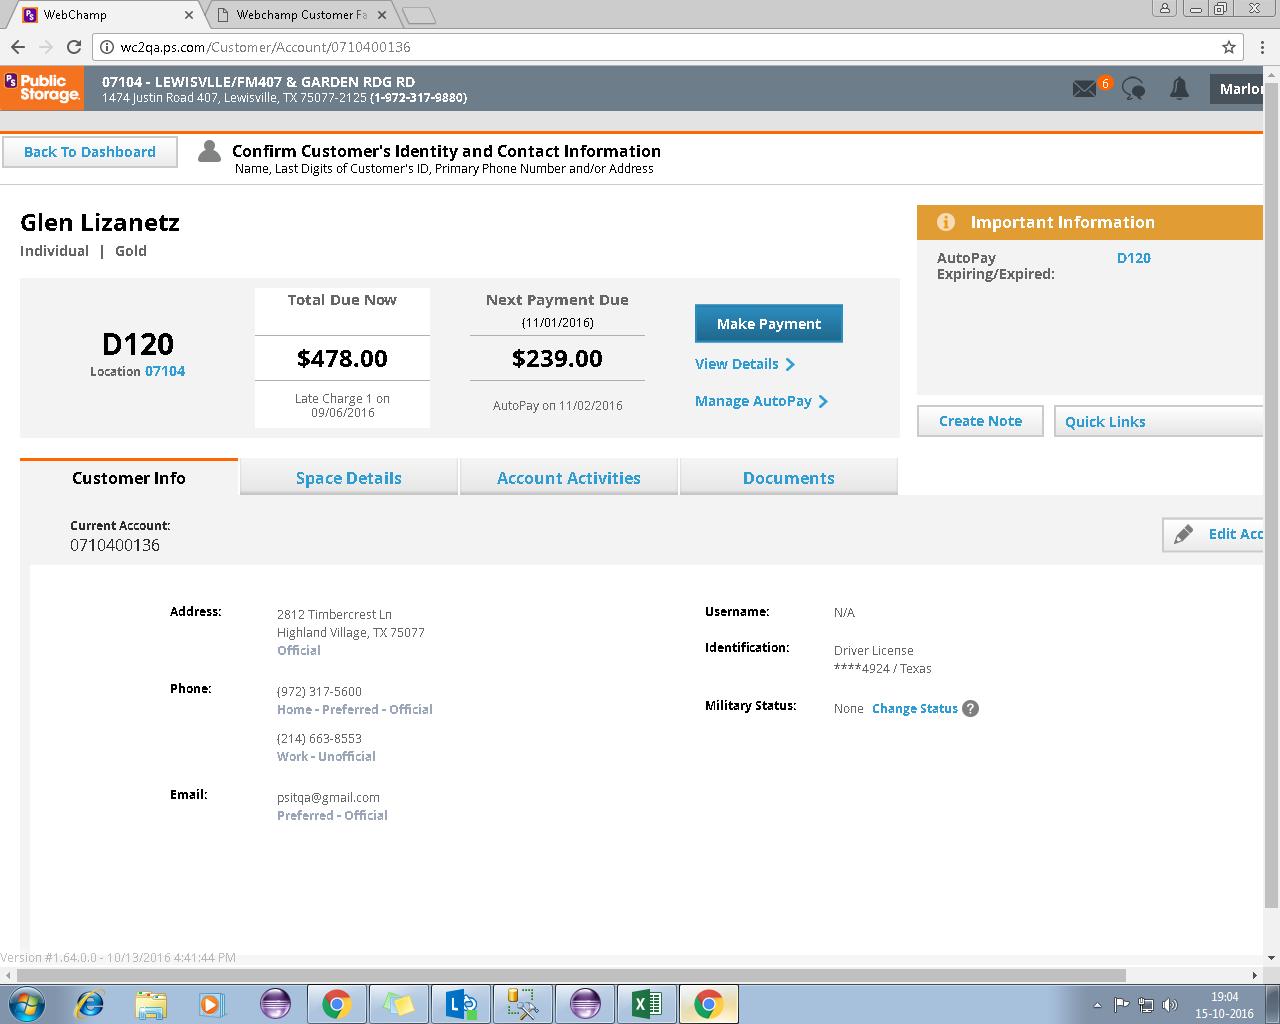 WebChamp
Webchamp Customer Fa
wc2qa.ps.com/Customer/Account/0710400136
PS Public Storage.
07104 - LEWISVLLE/FM407 & GARDEN RDG RD
1474 Justin Road 407, Lewisville, TX 75077-2125 (1-972-317-9880)
6
Marlon
Back To Dashboard
Confirm Customer's Identity and Contact Information
Name, Last Digits of Customer's ID, Primary Phone Number and/or Address
Glen Lizanetz
Individual | Gold
D120
Location 07104
Total Due Now
$478.00
Late Charge 1 on
09/06/2016
Next Payment Due
(11/01/2016)
$239.00
AutoPay on 11/02/2016
Make Payment
View Details
Manage AutoPay
Important Information
AutoPay
Expiring/Expired:
D120
Create Note
Quick Links
Customer Info
Space Details
Account Activities
Documents
Current Account:
0710400136
Edit Acc
Address:
2812 Timbercrest Ln
Highland Village, TX 75077
Official
Phone:
(972) 317-5600
Home - Preferred - Official
(214) 663-8553
Work - Unofficial
Email:
psitqa@gmail.com
Preferred - Official
Username:
N/A
Identification:
Driver License
****4924 / Texas
Military Status:
None Change Status ?
Version #1.64.0.0 - 10/13/2016 4:41:44 PM
19:04
15-10-2016